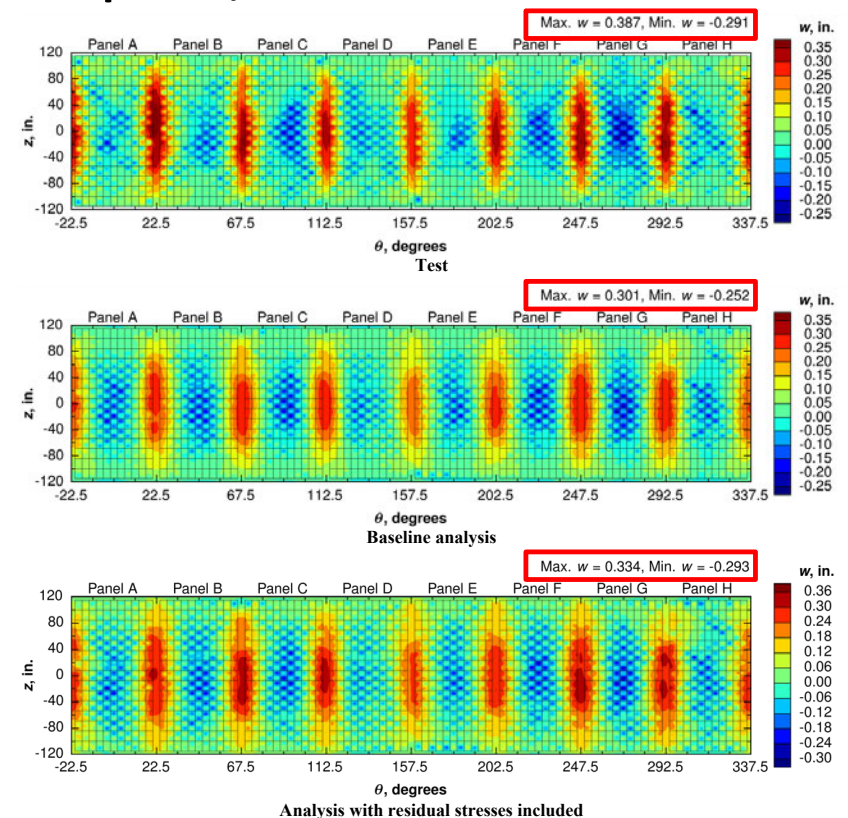 Max. w = 0.387, Min. w = -0.291
Panel A Panel B Panel C Panel D Panel E Panel F Panel G Panel H
w, in.
0.35
0.30
0.25
0.20
0.15
0.10
0.05
0.00
-0.05
-0.10
-0.15
-0.20
-0.25
z, in.
120
80
40
0
-40
-80
-120
-22.5 22.5 67.5 112.5 157.5 202.5 247.5 292.5 337.5
θ, degrees
Test
Max. w = 0.301, Min. w = -0.252
Panel A Panel B Panel C Panel D Panel E Panel F Panel G Panel H
w, in.
0.35
0.30
0.25
0.20
0.15
0.10
0.05
0.00
-0.05
-0.10
-0.15
-0.20
-0.25
z, in.
120
80
40
0
-40
-80
-120
-22.5 22.5 67.5 112.5 157.5 202.5 247.5 292.5 337.5
θ, degrees
Baseline analysis
Max. w = 0.334, Min. w = -0.293
Panel A Panel B Panel C Panel D Panel E Panel F Panel G Panel H
w, in.
0.36
0.30
0.24
0.18
0.12
0.06
0.00
-0.06
-0.12
-0.18
-0.24
-0.30
z, in.
120
80
40
0
-40
-80
-120
-22.5 22.5 67.5 112.5 157.5 202.5 247.5 292.5 337.5
θ, degrees
Analysis with residual stresses included